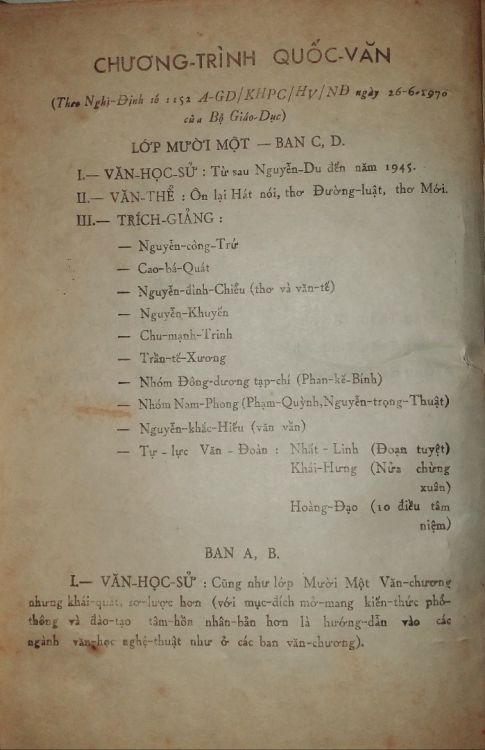 CHƯƠNG-TRÌNH QUỐC-VĂN
(Theo Nghị-Định số 1152 A-GD/KHPC/HV/NĐ ngày 26-6-1970
của Bộ Giáo-Dục)
LỚP MƯỜI MỘT — BAN C, D.
I.— VĂN-HỌC-SỬ : Từ sau Nguyễn-Du đến năm 1945.
II.— VĂN-THỂ : Ôn lại Hát nói, thơ Đường-luật, thơ Mới.
III.— TRÍCH-GIẢNG :
— Nguyễn-công-Trứ
— Cao-bá-Quát
— Nguyễn-đình-Chiểu (thơ và văn-tế)
— Nguyễn-Khuyến
— Chu-mạnh-Trinh
— Trần-tế-Xương
— Nhóm Đông-dương tạp-chí (Phan-kế-Bính)
— Nhóm Nam-Phong (Phạm-Quỳnh,Nguyễn-trọng-Thuật)
— Nguyễn-khắc-Hiếu (văn vần)
— Tự - lực Văn - Đoàn : Nhất - Linh (Đoạn tuyệt)
Khái-Hưng (Nửa chừng
xuân)
Hoàng-Đạo (10 điều tâm
niệm)
BAN A, B.
I.— VĂN-HỌC-SỬ : Cũng như lớp Mười Một Văn-chương
nhưng khái-quát, sơ-lược hơn (với mục-đích mở-mang kiến-thức phổ-
thông và đào-tạo tâm-hồn nhân-bản hơn là hướng-dẫn vào các
ngành văn-học nghệ-thuật như ở các ban văn-chương).